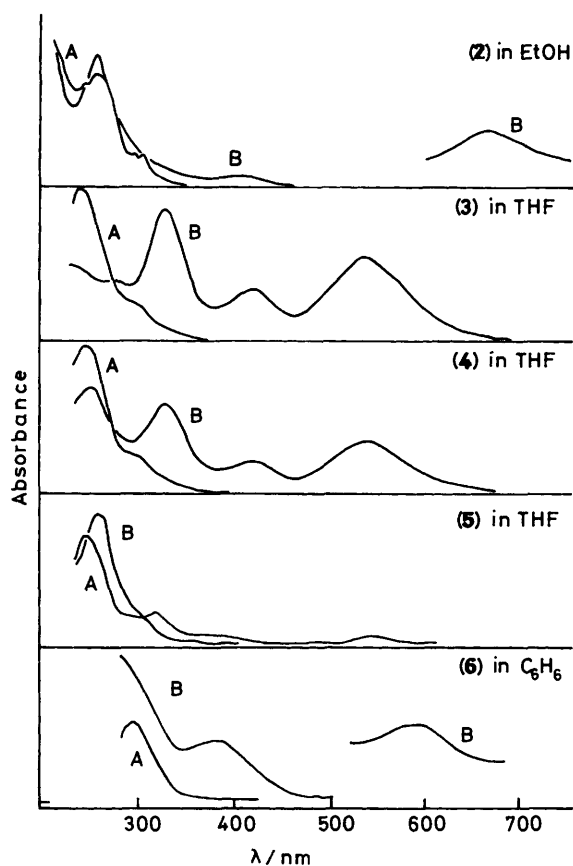 A
(2) in EtOH
B
B
(3) in THF
A
B
(4) in THF
A
B
(5) in THF
B
A
(6) in C₆H₆
B
B
A
Absorbance
300 400 500 600 700
λ/nm